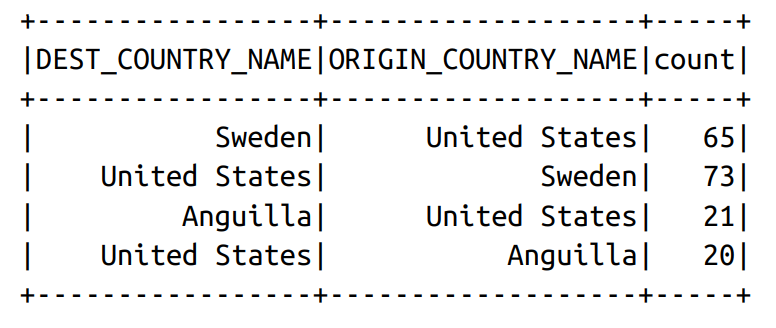 +-----------------+-------------------+-----+
|DEST_COUNTRY_NAME|ORIGIN_COUNTRY_NAME|count|
+-----------------+-------------------+-----+
|           Sweden|      United States|   65|
|    United States|             Sweden|   73|
|         Anguilla|      United States|   21|
|    United States|           Anguilla|   20|
+-----------------+-------------------+-----+